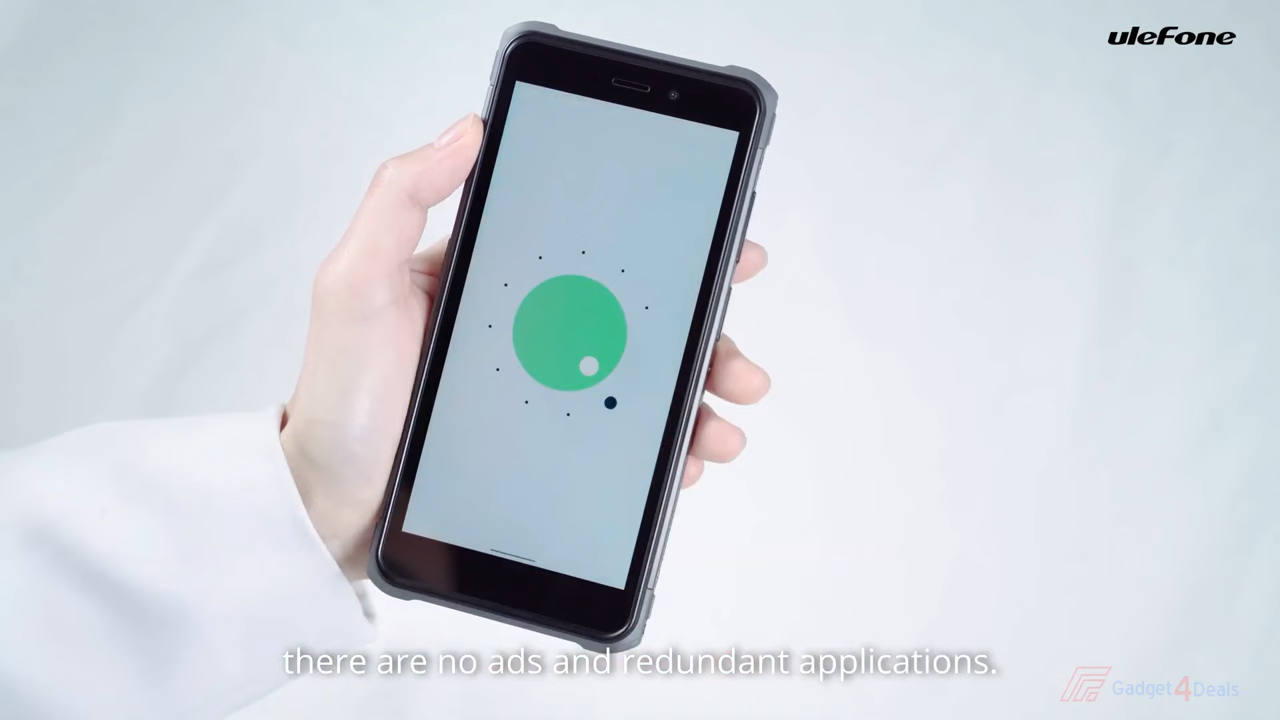 uleFone
there are no ads and redundant applications.
Gadget4Deals